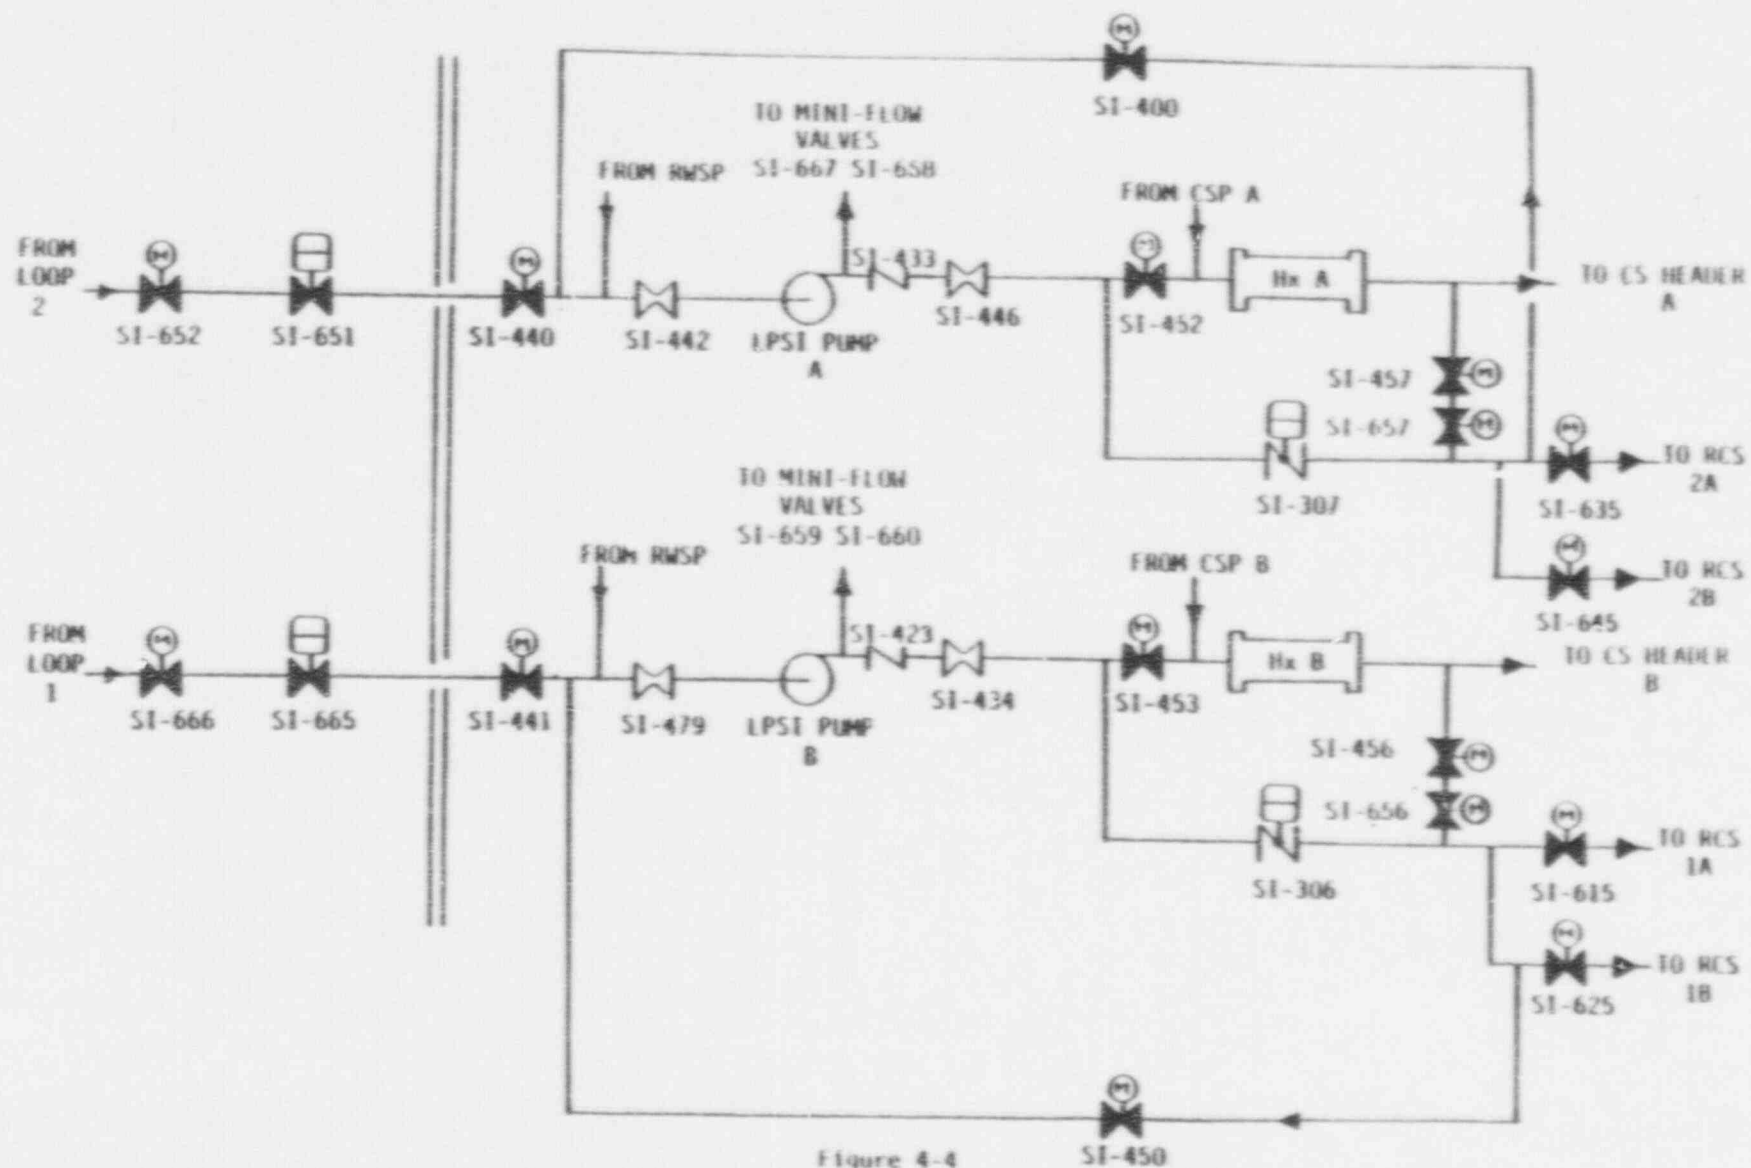 SI-400
TO MINI-FLOW
VALVES
SI-667 SI-658
FROM RWSP
FROM CSP A
FROM
LOOP
2
M
M
M
M
SI-433
Hx A
TO CS HEADER
A
SI-652
SI-651
SI-440
SI-442
LPSI PUMP
A
SI-446
SI-452
SI-457
M
SI-657
M
M
TO RCS
2A
SI-307
SI-635
TO MINI-FLOW
VALVES
SI-659 SI-660
FROM RWSP
FROM CSP B
M
TO RCS
2B
SI-645
FROM
LOOP
1
M
M
M
SI-423
Hx B
TO CS HEADER
B
SI-666
SI-665
SI-441
SI-479
LPSI PUMP
B
SI-434
SI-453
SI-456
M
SI-656
M
M
TO RCS
1A
SI-306
SI-615
M
TO RCS
1B
SI-625
M
SI-450
Figure 4-4